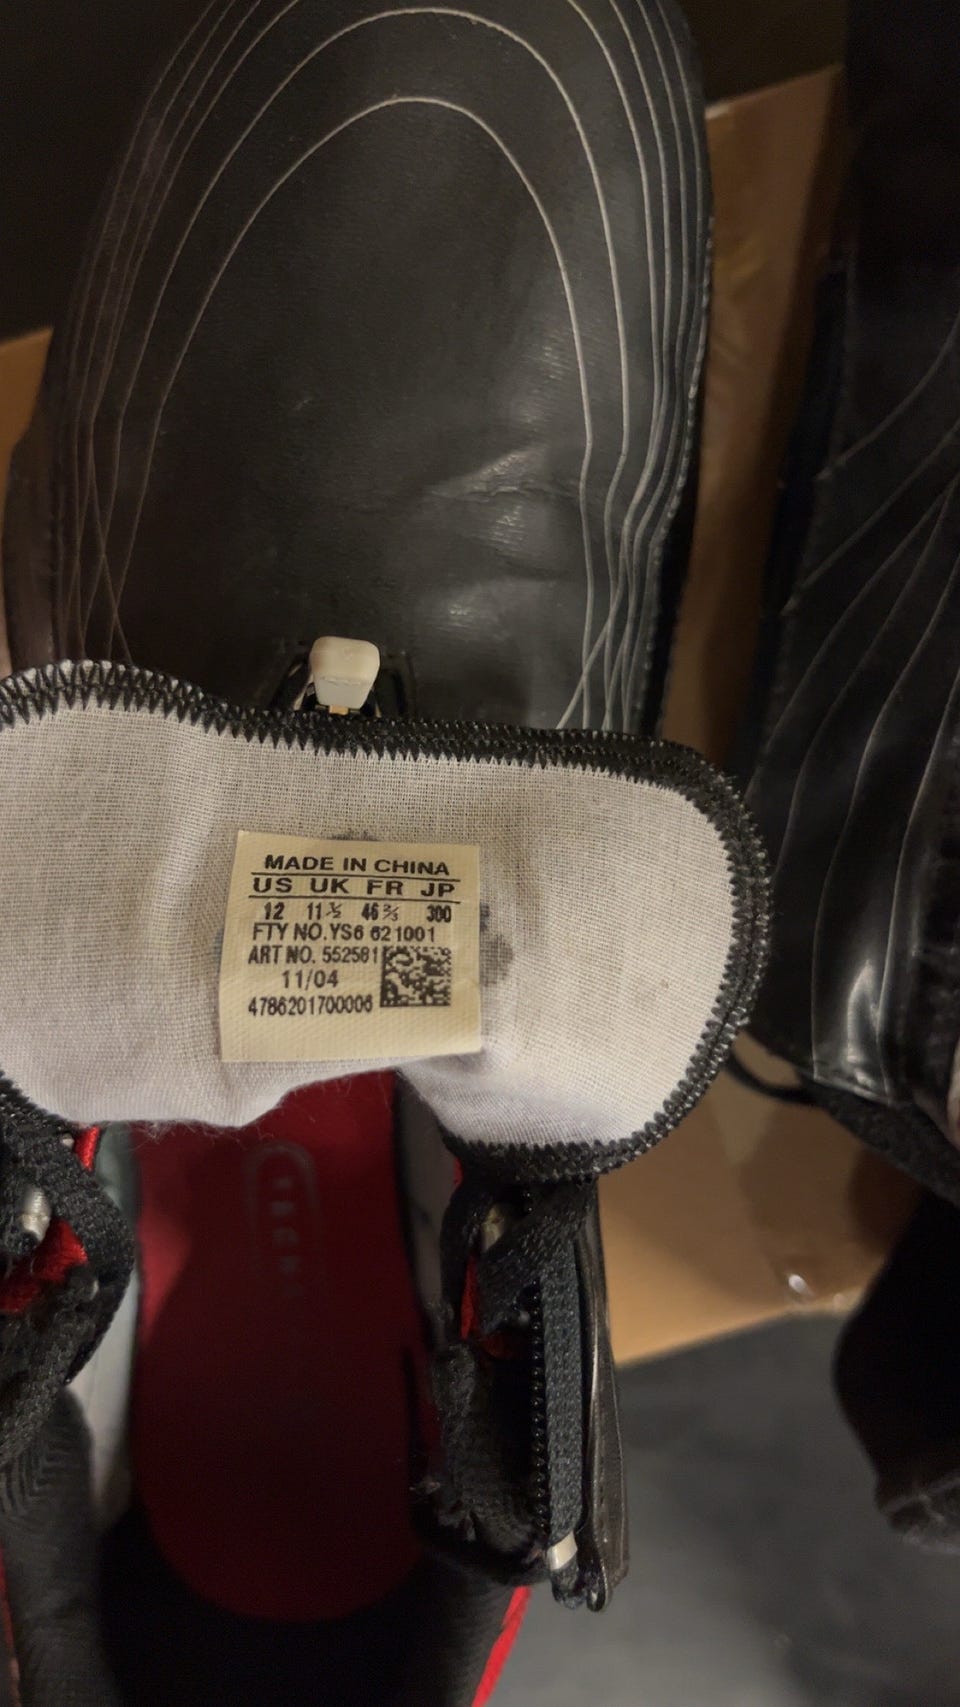 MADE IN CHINA
US UK FR JP
12 11½ 46⅔ 300
FTY NO.YS6 621001
ART NO. 552581
11/04
4786201700006